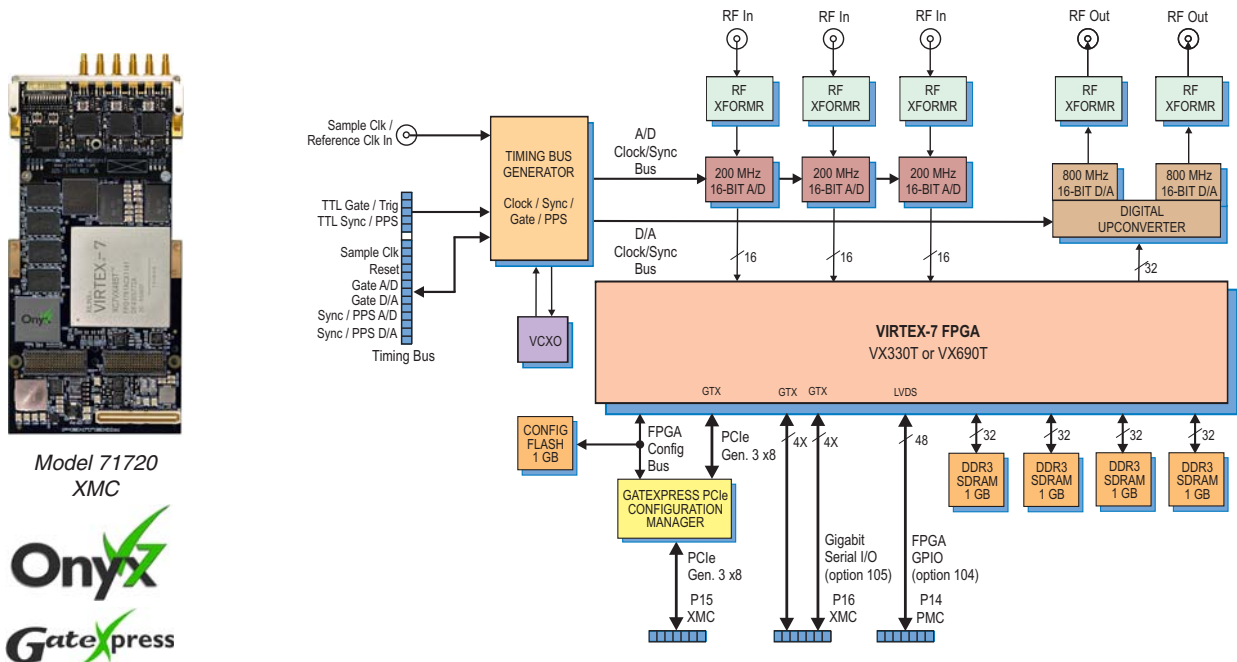 RF In
RF In
RF In
RF Out
RF Out
RF
XFORMR
RF
XFORMR
RF
XFORMR
RF
XFORMR
RF
XFORMR
Sample Clk /
Reference Clk In
TIMING BUS
GENERATOR
Clock / Sync /
Gate / PPS
A/D
Clock/Sync
Bus
200 MHz
16-BIT A/D
200 MHz
16-BIT A/D
200 MHz
16-BIT A/D
800 MHz
16-BIT D/A
800 MHz
16-BIT D/A
DIGITAL
UPCONVERTER
TTL Gate / Trig
TTL Sync / PPS
Sample Clk
Reset
Gate A/D
Gate D/A
Sync / PPS A/D
Sync / PPS D/A
Timing Bus
D/A
Clock/Sync
Bus
16
16
16
32
VCXO
VIRTEX-7 FPGA
VX330T or VX690T
GTX
GTX
GTX
LVDS
CONFIG
FLASH
1 GB
FPGA
Config
Bus
PCIe
Gen. 3 x8
4X
4X
48
32
32
32
32
DDR3
SDRAM
1 GB
DDR3
SDRAM
1 GB
DDR3
SDRAM
1 GB
DDR3
SDRAM
1 GB
GATEXPRESS PCIe
CONFIGURATION
MANAGER
PCIe
Gen. 3 x8
Gigabit
Serial I/O
(option 105)
FPGA
GPIO
(option 104)
P15
XMC
P16
XMC
P14
PMC
VIRTEX-7
Onyx
Model 71720
XMC
Onyx7
GateXpress